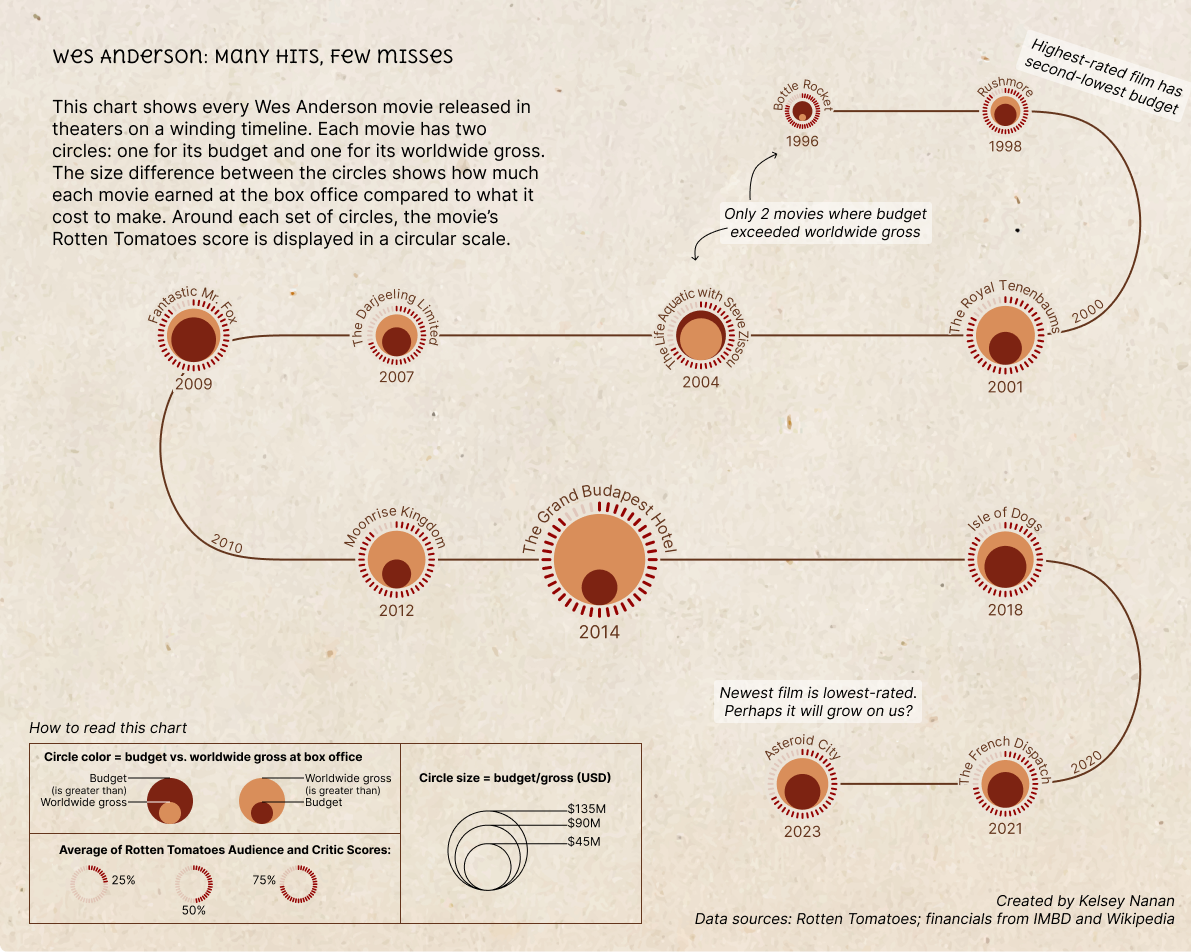 Wes Anderson: Many Hits, Few Misses
This chart shows every Wes Anderson movie released in
theaters on a winding timeline. Each movie has two
circles: one for its budget and one for its worldwide gross.
The size difference between the circles shows how much
each movie earned at the box office compared to what it
cost to make. Around each set of circles, the movie’s
Rotten Tomatoes score is displayed in a circular scale.
Highest-rated film has
second-lowest budget
Bottle Rocket
1996
Rushmore
1998
Only 2 movies where budget
exceeded worldwide gross
2000
Fantastic Mr. Fox
2009
The Darjeeling Limited
2007
The Life Aquatic with Steve Zissou
2004
The Royal Tenenbaums
2001
2010
Moonrise Kingdom
2012
The Grand Budapest Hotel
2014
Isle of Dogs
2018
Newest film is lowest-rated.
Perhaps it will grow on us?
Asteroid City
2023
The French Dispatch
2021
2020
How to read this chart
Circle color = budget vs. worldwide gross at box office
Budget
(is greater than)
Worldwide gross
Worldwide gross
(is greater than)
Budget
Average of Rotten Tomatoes Audience and Critic Scores:
25%
50%
75%
Circle size = budget/gross (USD)
$135M
$90M
$45M
Created by Kelsey Nanan
Data sources: Rotten Tomatoes; financials from IMBD and Wikipedia